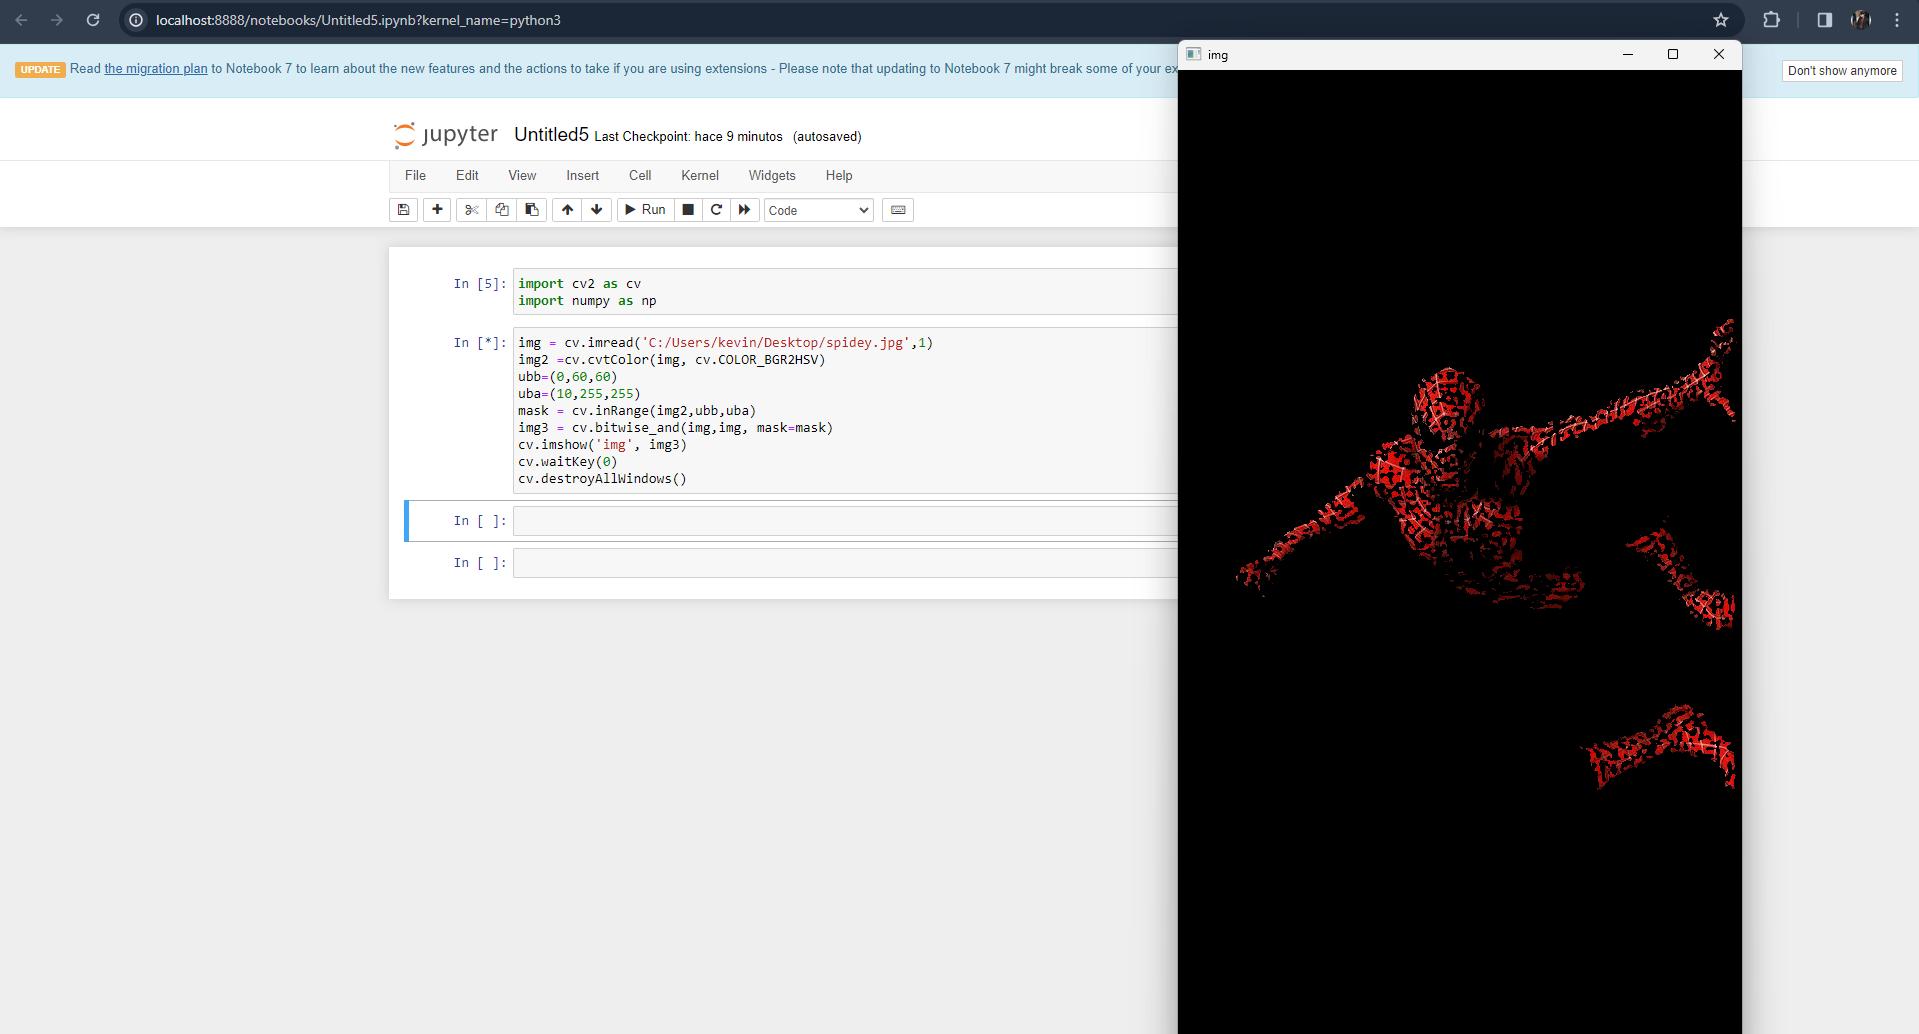 localhost:8888/notebooks/Untitled5.ipynb?kernel_name=python3
UPDATE Read the migration plan to Notebook 7 to learn about the new features and the actions to take if you are using extensions - Please note that updating to Notebook 7 might break some of your ex
Don't show anymore
img
jupyter Untitled5 Last Checkpoint: hace 9 minutos (autosaved)
File Edit View Insert Cell Kernel Widgets Help
Run Code
In [5]: import cv2 as cv
import numpy as np
In [*]: img = cv.imread('C:/Users/kevin/Desktop/spidey.jpg',1)
img2 =cv.cvtColor(img, cv.COLOR_BGR2HSV)
ubb=(0,60,60)
uba=(10,255,255)
mask = cv.inRange(img2,ubb,uba)
img3 = cv.bitwise_and(img,img, mask=mask)
cv.imshow('img', img3)
cv.waitKey(0)
cv.destroyAllWindows()
In [ ]:
In [ ]: